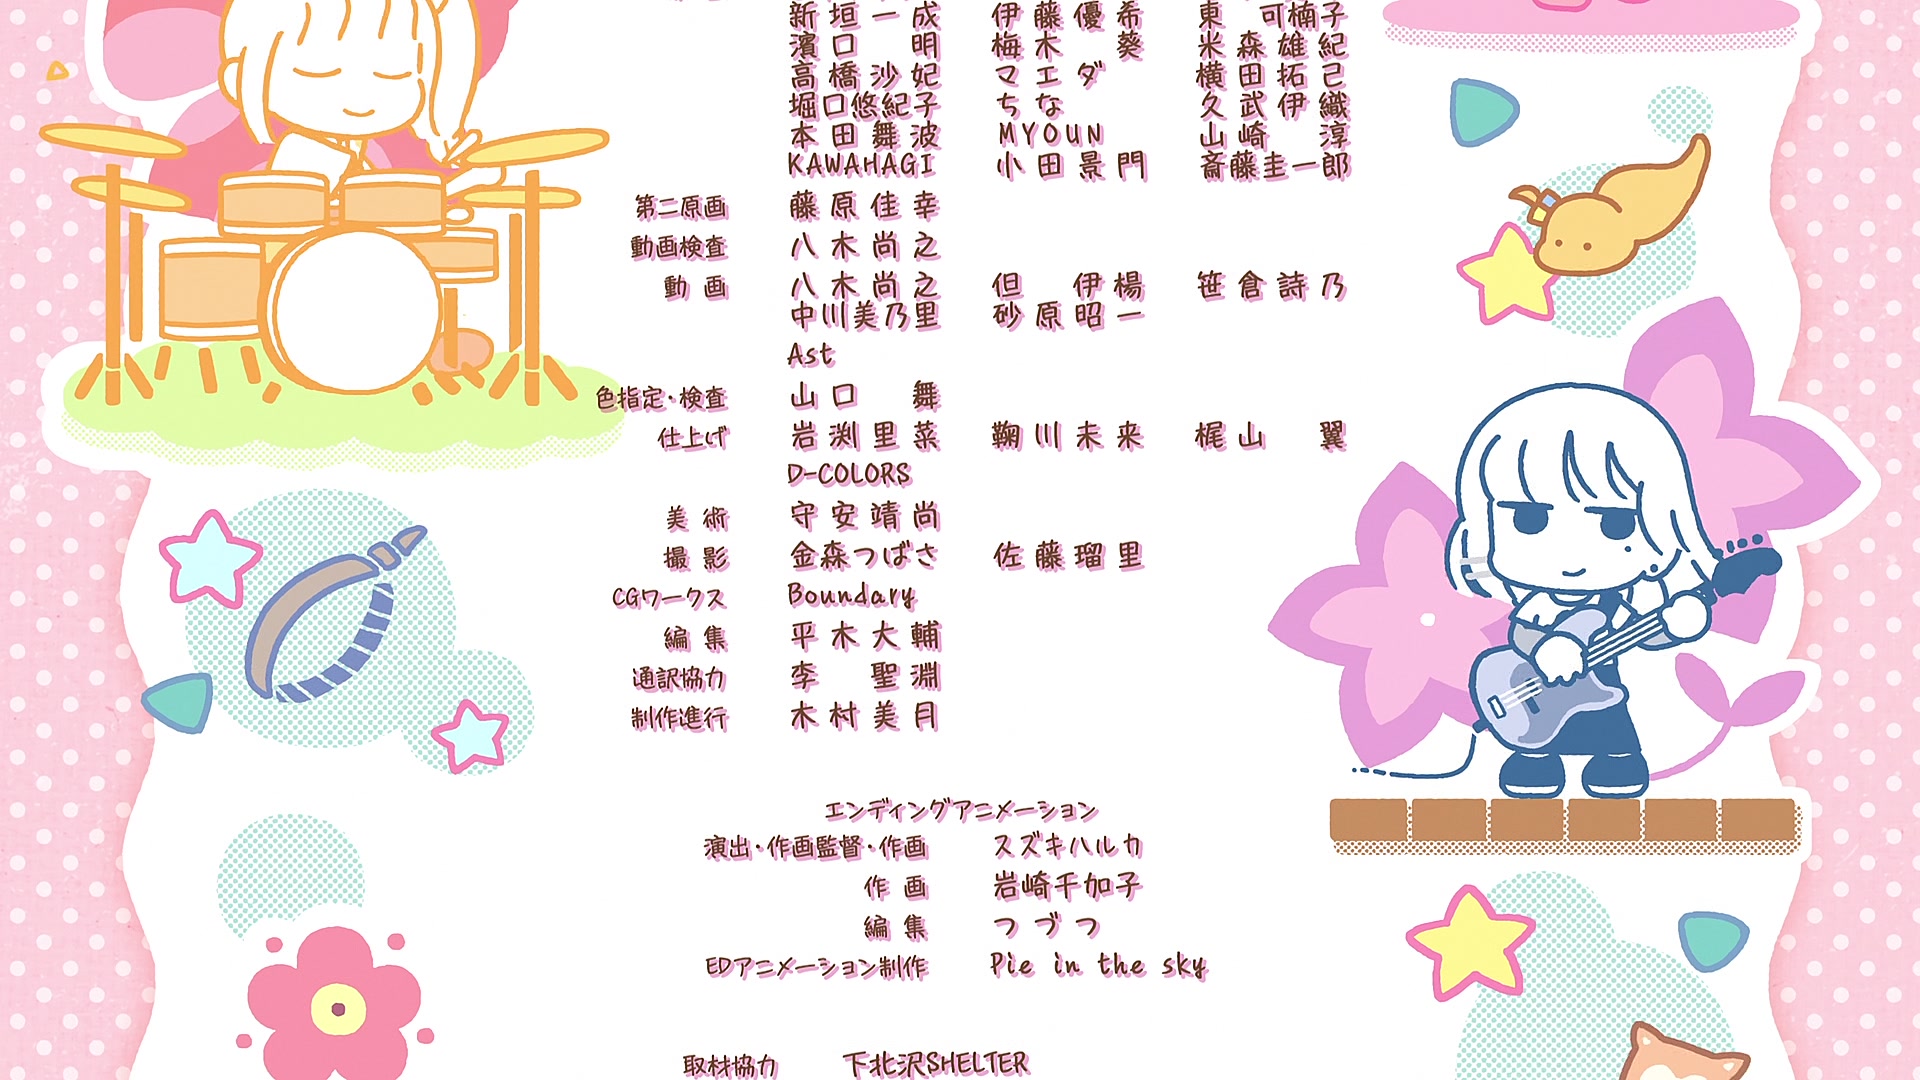 新垣一成 伊藤優希 東 可楠子
濱口 明 梅木 葵 米森雄紀
高橋沙妃 マエダ 横田拓己
堀口悠紀子 ちな 久武伊織
本田舞波 MYOUN 山崎 淳
KAWAHAGI 小田景門 斎藤圭一郎
第二原画 藤原佳幸
動画検査 八木尚之
動画 八木尚之 但 伊楊 笹倉詩乃
中川美乃里 砂原昭一
Ast
色指定・検査 山口 舞
仕上げ 岩渕里菜 鞠川未来 梶山 翼
D-COLORS
美術 守安靖尚
撮影 金森つばさ 佐藤瑠里
CGワークス Boundary
編集 平木大輔
通訳協力 李 聖淵
制作進行 木村美月
エンディングアニメーション
演出・作画監督・作画 スズキハルカ
作画 岩崎千加子
編集 つづつ
EDアニメーション制作 Pie in the sky
取材協力 下北沢SHELTER